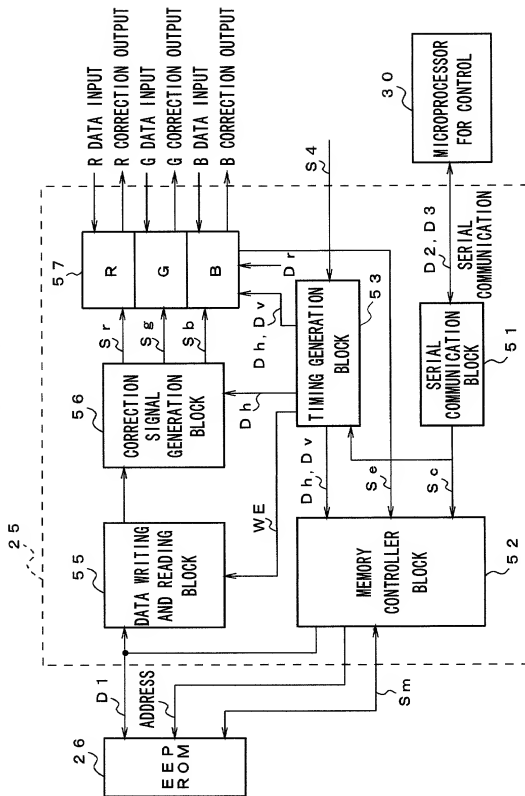 25
R DATA INPUT
R CORRECTION OUTPUT
G DATA INPUT
G CORRECTION OUTPUT
B DATA INPUT
B CORRECTION OUTPUT
57
R
G
B
Sr
Sg
Sb
Dr
Dh, Dv
56
CORRECTION
SIGNAL
GENERATION
BLOCK
Dh
S4
TIMING GENERATION
BLOCK
53
55
DATA WRITING
AND READING
BLOCK
WE
Dh, Dv
Se
Sc
MEMORY
CONTROLLER
BLOCK
52
SERIAL
COMMUNICATION
BLOCK
51
D2, D3
SERIAL
COMMUNICATION
30
MICROPROCESSOR
FOR CONTROL
D1
ADDRESS
Sm
26
EEP
ROM